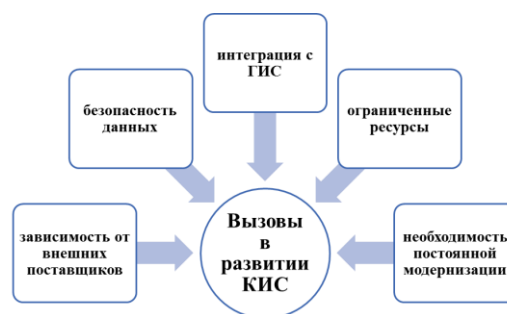 интеграция с
ГИС
безопасность
данных
ограниченные
ресурсы
зависимость от
внешних
поставщиков
Вызовы
в
развитии
КИС
необходимость
постоянной
модернизации